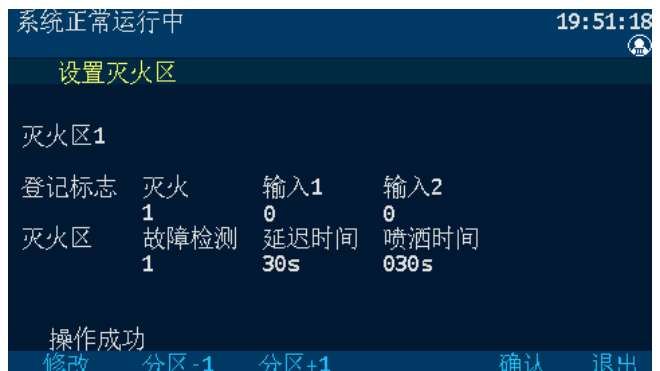 系统正常运行中 19:51:18
设置灭火区
灭火区1
登记标志 灭火 输入1 输入2
1 0 0
灭火区 故障检测 延迟时间 喷洒时间
1 30s 030s
操作成功
修改 分区-1 分区+1 确认 退出